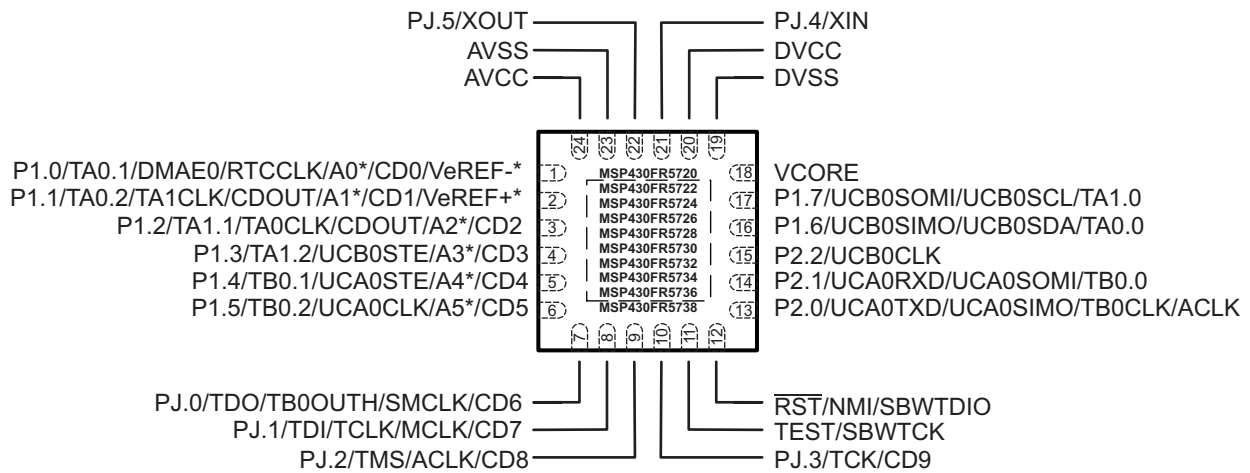 PJ.5/XOUT PJ.4/XIN
AVSS DVCC
AVCC DVSS
24 23 22 21 20 19
P1.0/TA0.1/DMAE0/RTCCLK/A0*/CD0/VeREF-* 1 MSP430FR5720 18 VCORE
MSP430FR5722
P1.1/TA0.2/TA1CLK/CDOUT/A1*/CD1/VeREF+* 2 MSP430FR5724 17 P1.7/UCB0SOMI/UCB0SCL/TA1.0
MSP430FR5726
P1.2/TA1.1/TA0CLK/CDOUT/A2*/CD2 3 MSP430FR5728 16 P1.6/UCB0SIMO/UCB0SDA/TA0.0
P1.3/TA1.2/UCB0STE/A3*/CD3 4 MSP430FR5730 15 P2.2/UCB0CLK
MSP430FR5732
P1.4/TB0.1/UCA0STE/A4*/CD4 5 MSP430FR5734 14 P2.1/UCA0RXD/UCA0SOMI/TB0.0
MSP430FR5736
P1.5/TB0.2/UCA0CLK/A5*/CD5 6 MSP430FR5738 13 P2.0/UCA0TXD/UCA0SIMO/TB0CLK/ACLK
7 8 9 10 11 12
PJ.0/TDO/TB0OUTH/SMCLK/CD6 RST/NMI/SBWTDIO
PJ.1/TDI/TCLK/MCLK/CD7 TEST/SBWTCK
PJ.2/TMS/ACLK/CD8 PJ.3/TCK/CD9